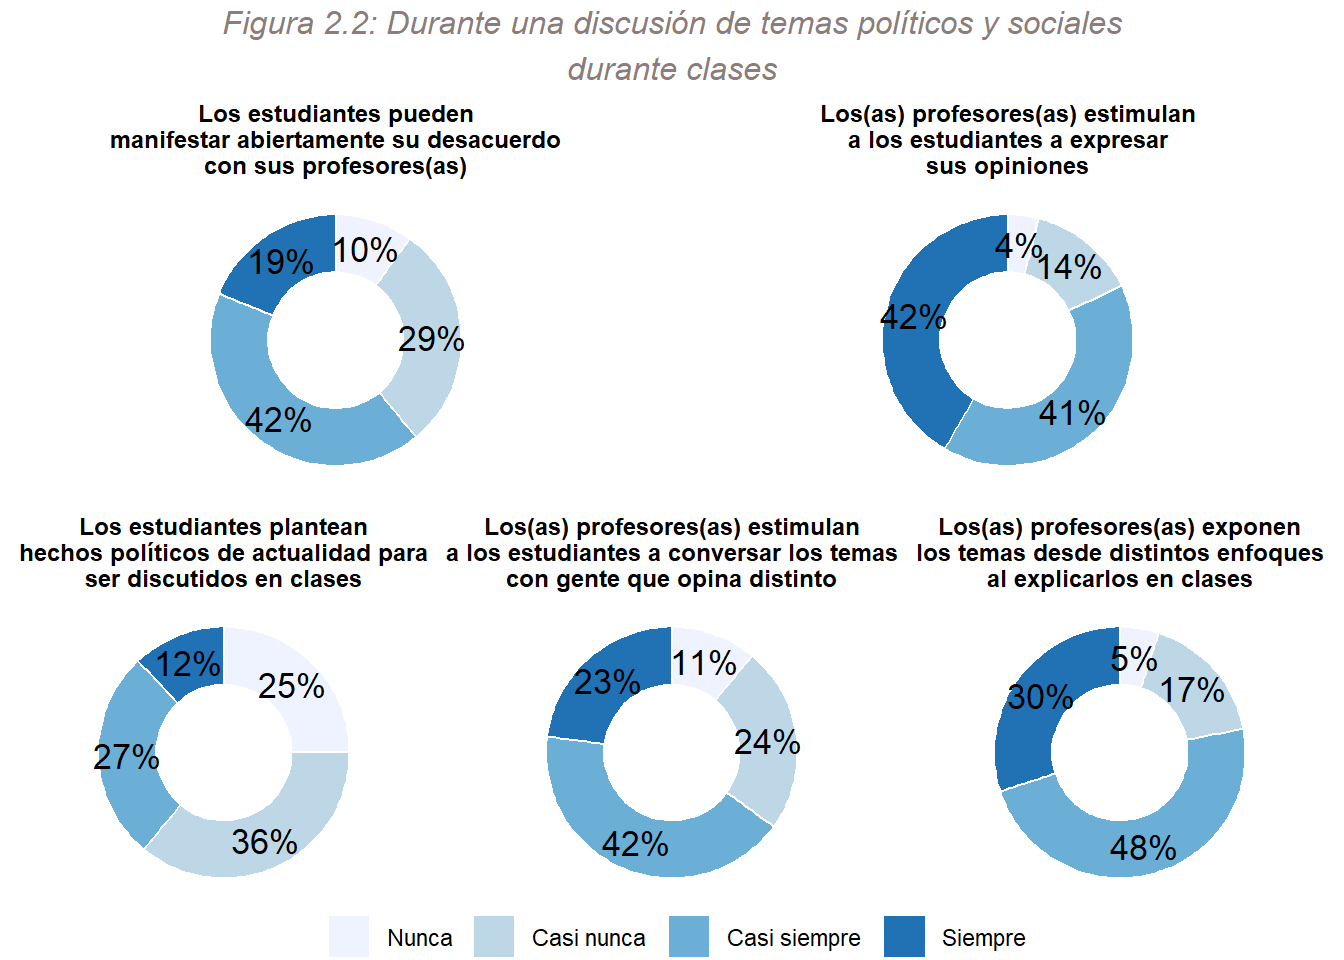 Figura 2.2: Durante una discusión de temas políticos y sociales
durante clases
Los estudiantes pueden
manifestar abiertamente su desacuerdo
con sus profesores(as)
10%
29%
42%
19%
Los(as) profesores(as) estimulan
a los estudiantes a expresar
sus opiniones
4%
14%
41%
42%
Los estudiantes plantean
hechos políticos de actualidad para
ser discutidos en clases
25%
36%
27%
12%
Los(as) profesores(as) estimulan
a los estudiantes a conversar los temas
con gente que opina distinto
11%
24%
42%
23%
Los(as) profesores(as) exponen
los temas desde distintos enfoques
al explicarlos en clases
5%
17%
48%
30%
Nunca
Casi nunca
Casi siempre
Siempre